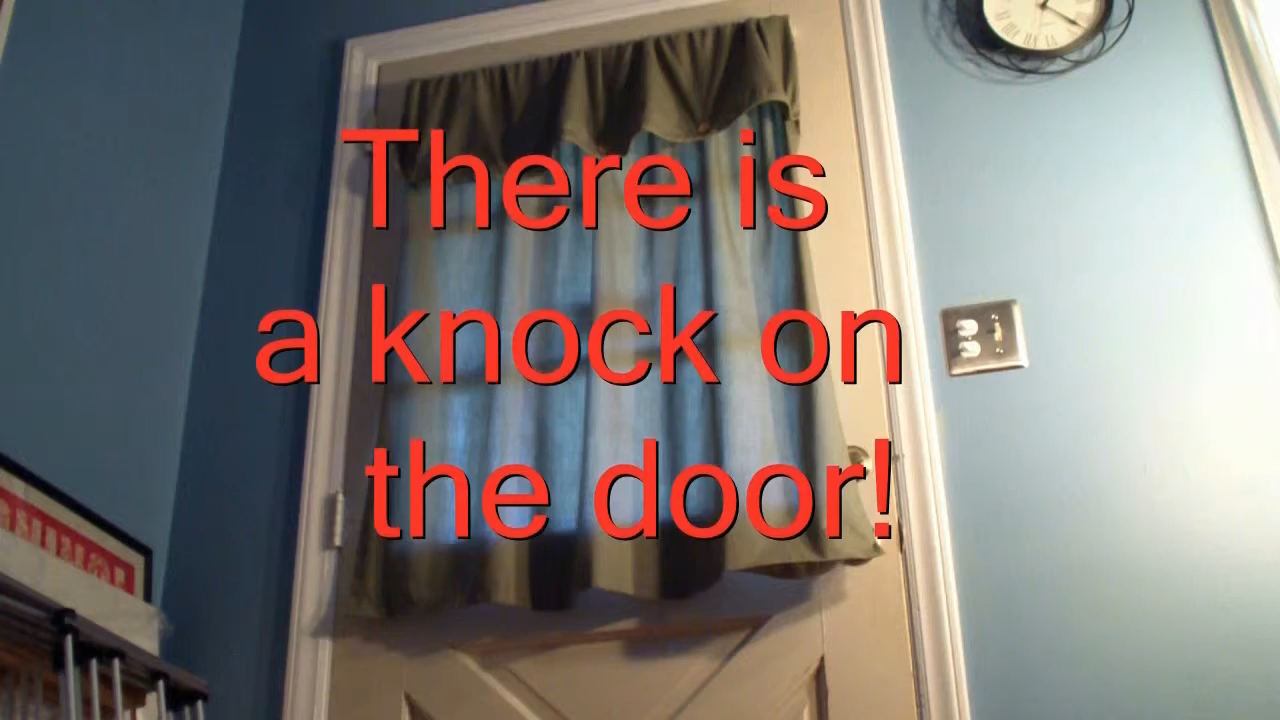 There is
a knock on
the door!